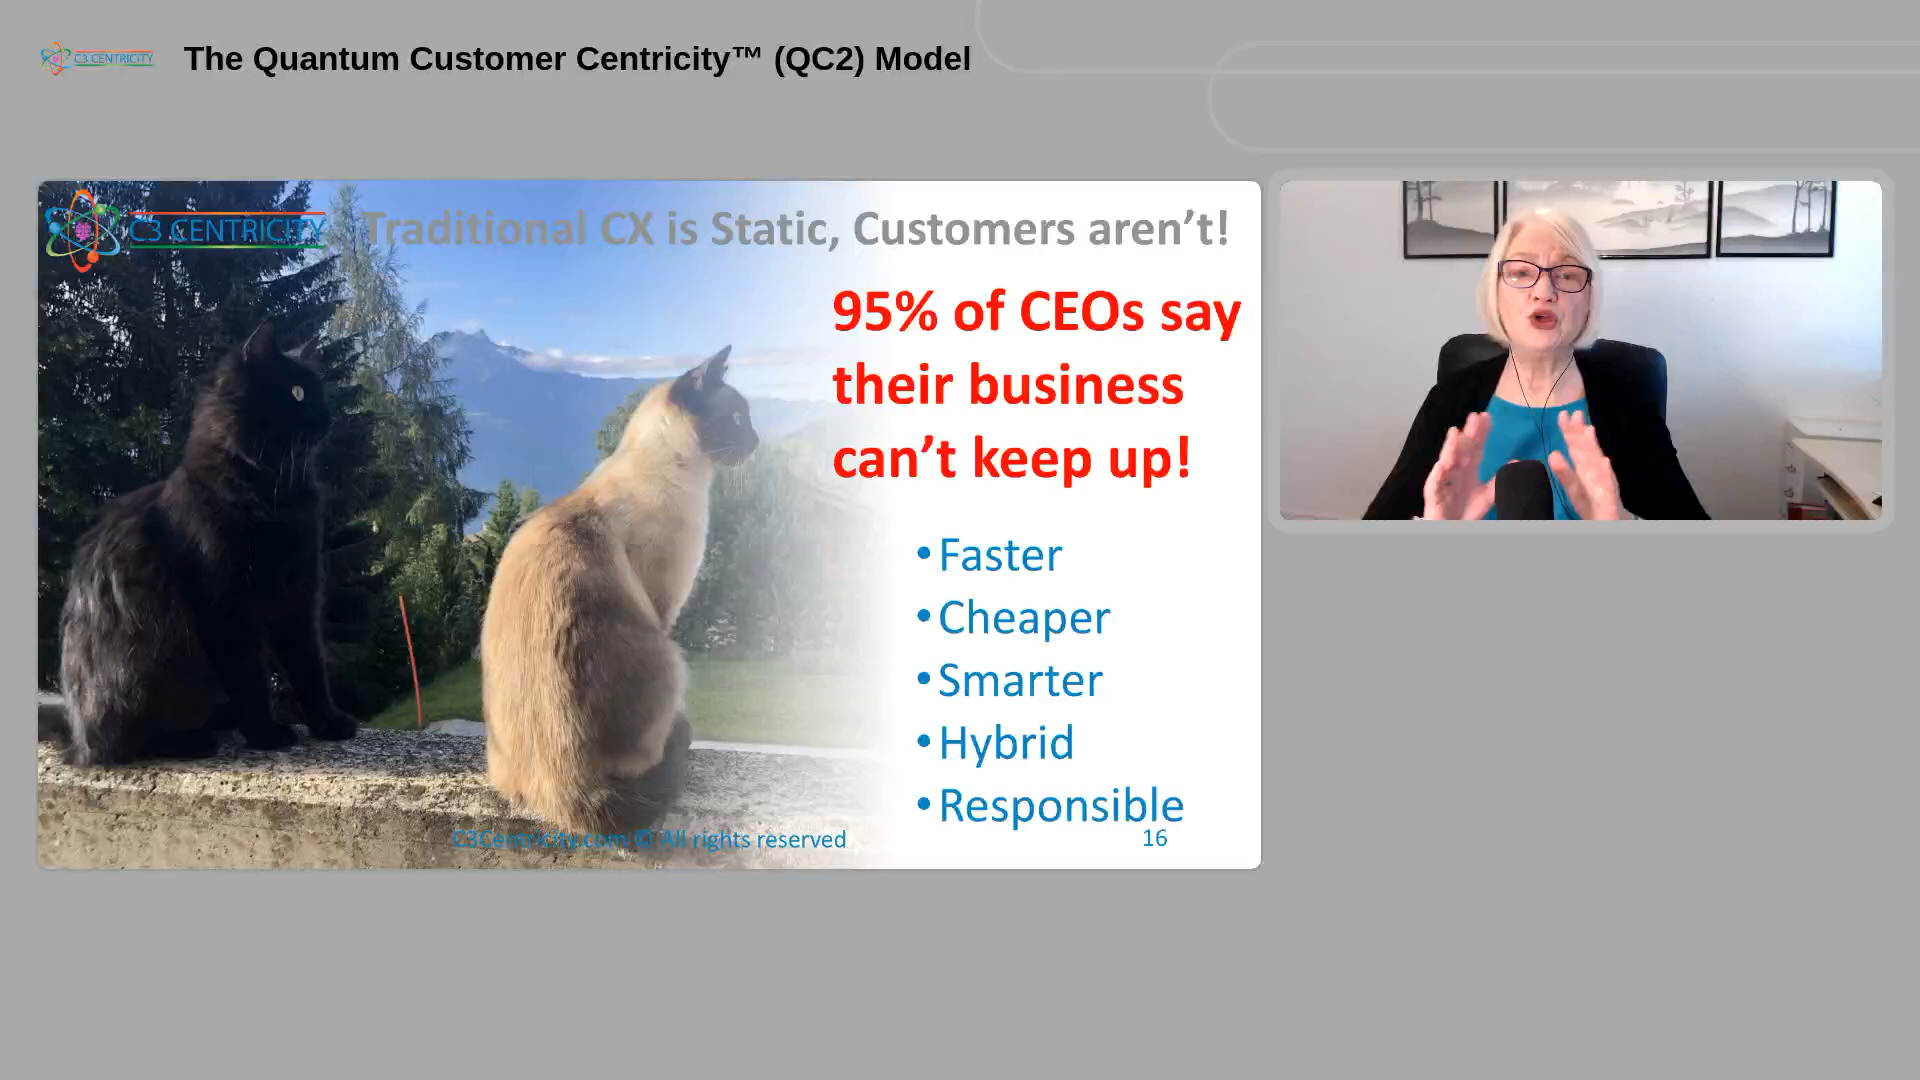 C3 CENTRICITY
The Quantum Customer Centricity™ (QC2) Model
C3 CENTRICITY
Traditional CX is Static, Customers aren’t!
95% of CEOs say
their business
can’t keep up!
•Faster
•Cheaper
•Smarter
•Hybrid
•Responsible
C3Centricity.com © All rights reserved
16